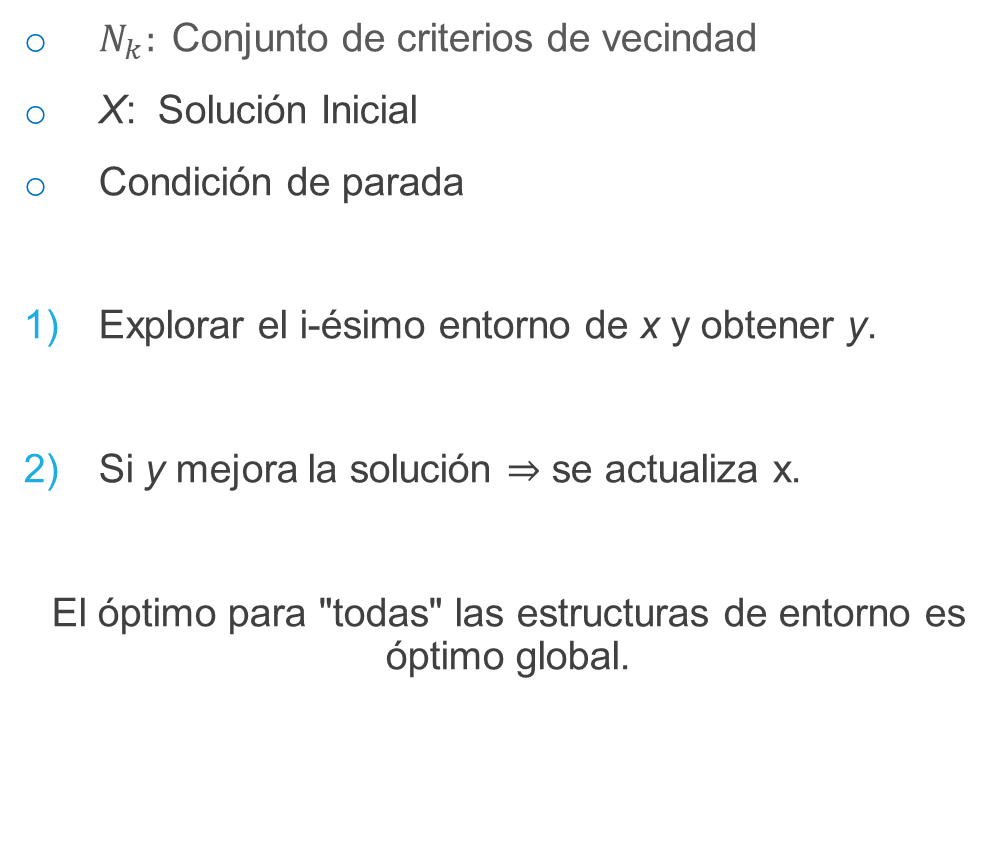 ○ Nₖ: Conjunto de criterios de vecindad
○ X: Solución Inicial
○ Condición de parada
1) Explorar el i-ésimo entorno de x y obtener y.
2) Si y mejora la solución ⇒ se actualiza x.
El óptimo para "todas" las estructuras de entorno es
óptimo global.